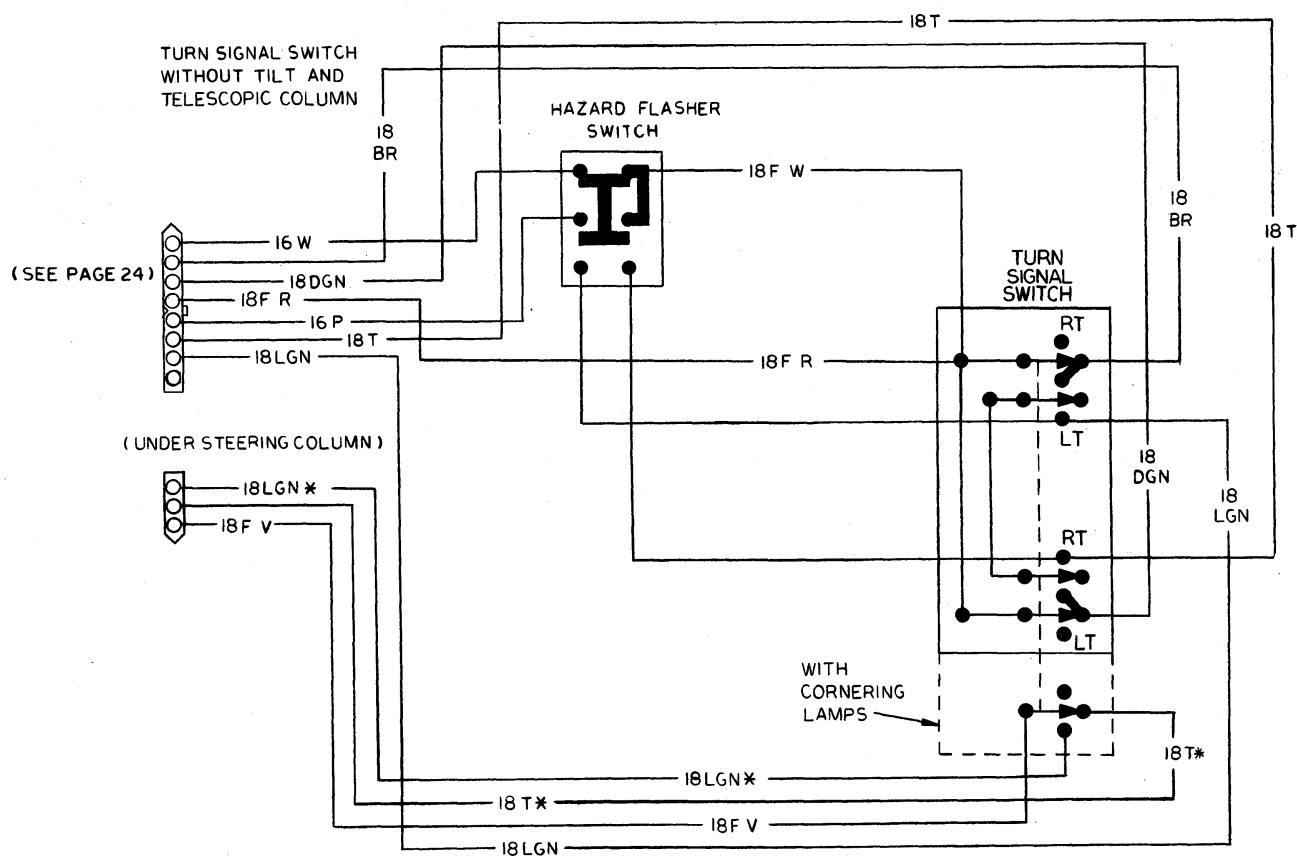 18T
TURN SIGNAL SWITCH
WITHOUT TILT AND
TELESCOPIC COLUMN
HAZARD FLASHER
SWITCH
18
BR
18F W
18
BR
18T
16W
(SEE PAGE 24)
18DGN
18F R
16P
18T
18LGN
TURN
SIGNAL
SWITCH
RT
18F R
LT
(UNDER STEERING COLUMN)
18
DGN
18
LGN
18LGN*
18F V
RT
LT
WITH
CORNERING
LAMPS
18T*
18LGN*
18T*
18F V
18LGN